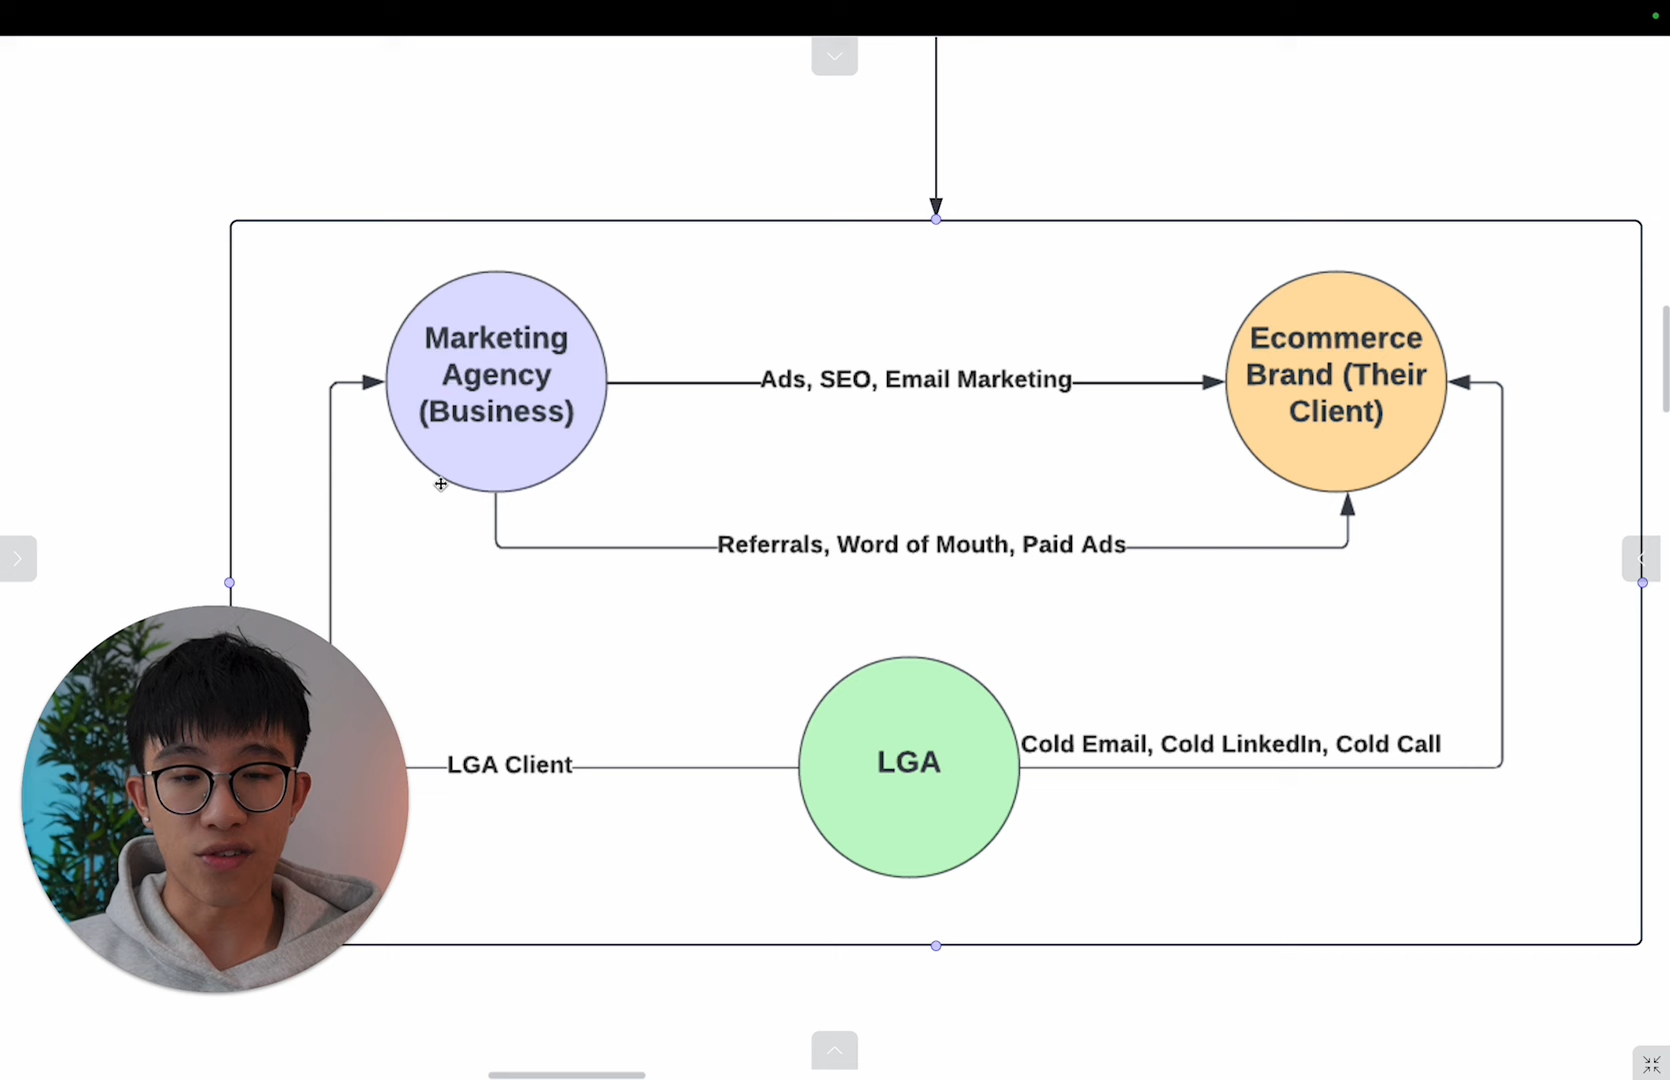 Marketing
Agency
(Business)
Ads, SEO, Email Marketing
Ecommerce
Brand (Their
Client)
Referrals, Word of Mouth, Paid Ads
LGA Client
LGA
Cold Email, Cold LinkedIn, Cold Call